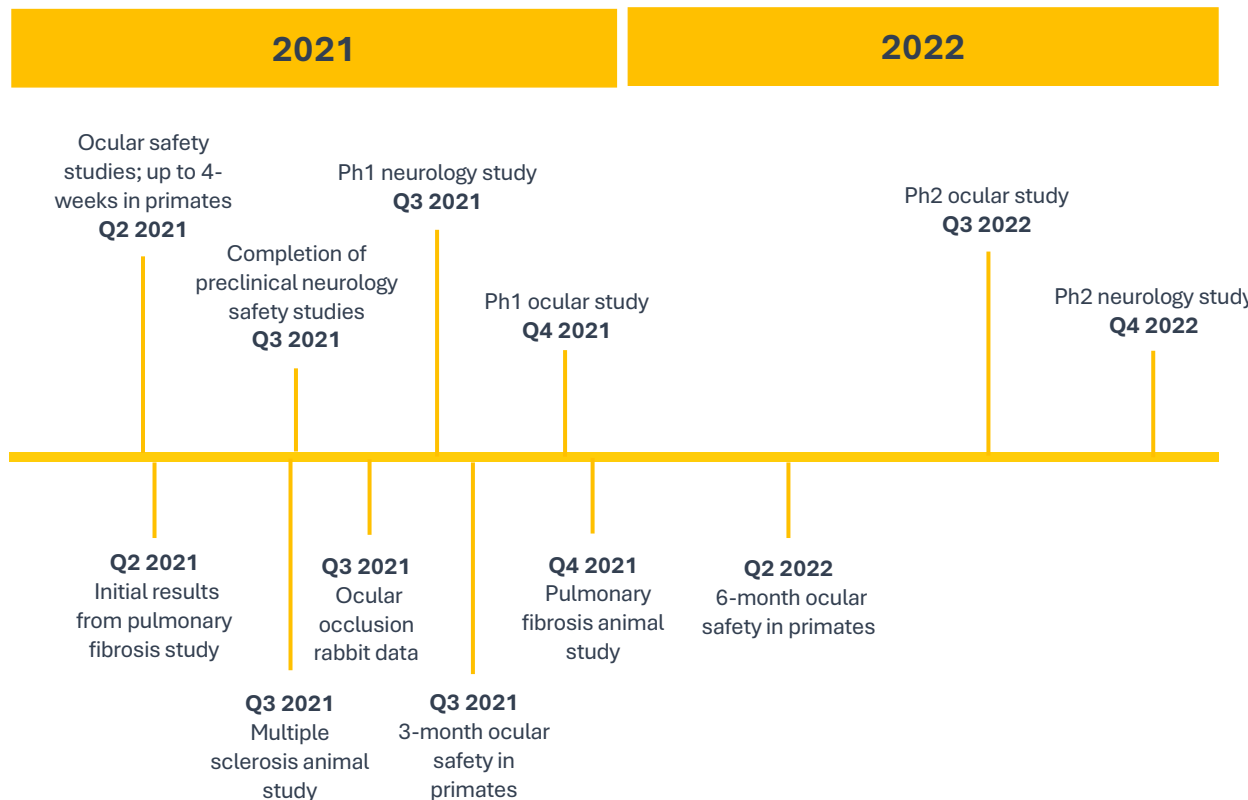 2021
2022
Ocular safety
studies; up to 4-
weeks in primates
Q2 2021
Completion of
preclinical neurology
safety studies
Q3 2021
Ph1 neurology study
Q3 2021
Ph1 ocular study
Q4 2021
Ph2 ocular study
Q3 2022
Ph2 neurology study
Q4 2022
Q2 2021
Initial results
from pulmonary
fibrosis study
Q3 2021
Multiple
sclerosis animal
study
Q3 2021
Ocular
occlusion
rabbit data
Q3 2021
3-month ocular
safety in
primates
Q4 2021
Pulmonary
fibrosis animal
study
Q2 2022
6-month ocular
safety in primates